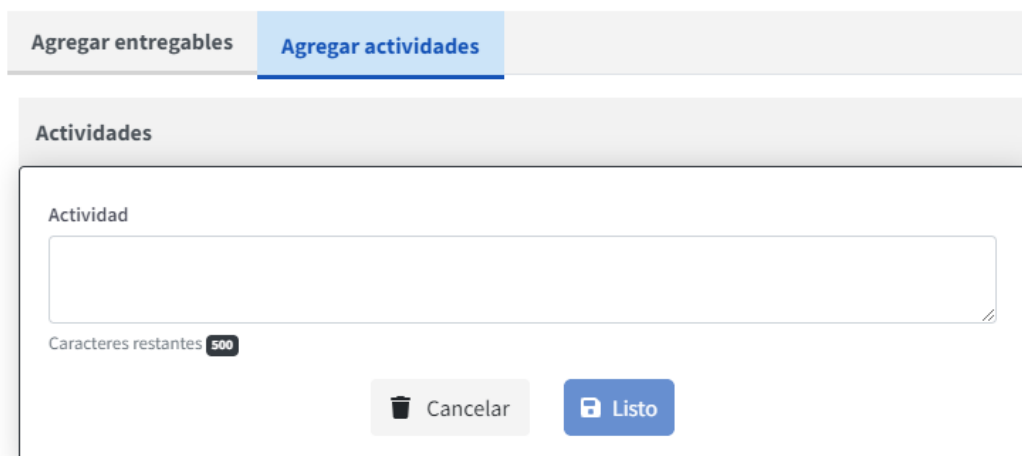 Agregar entregables
Agregar actividades
Actividades
Actividad
Caracteres restantes 500
Cancelar
Listo